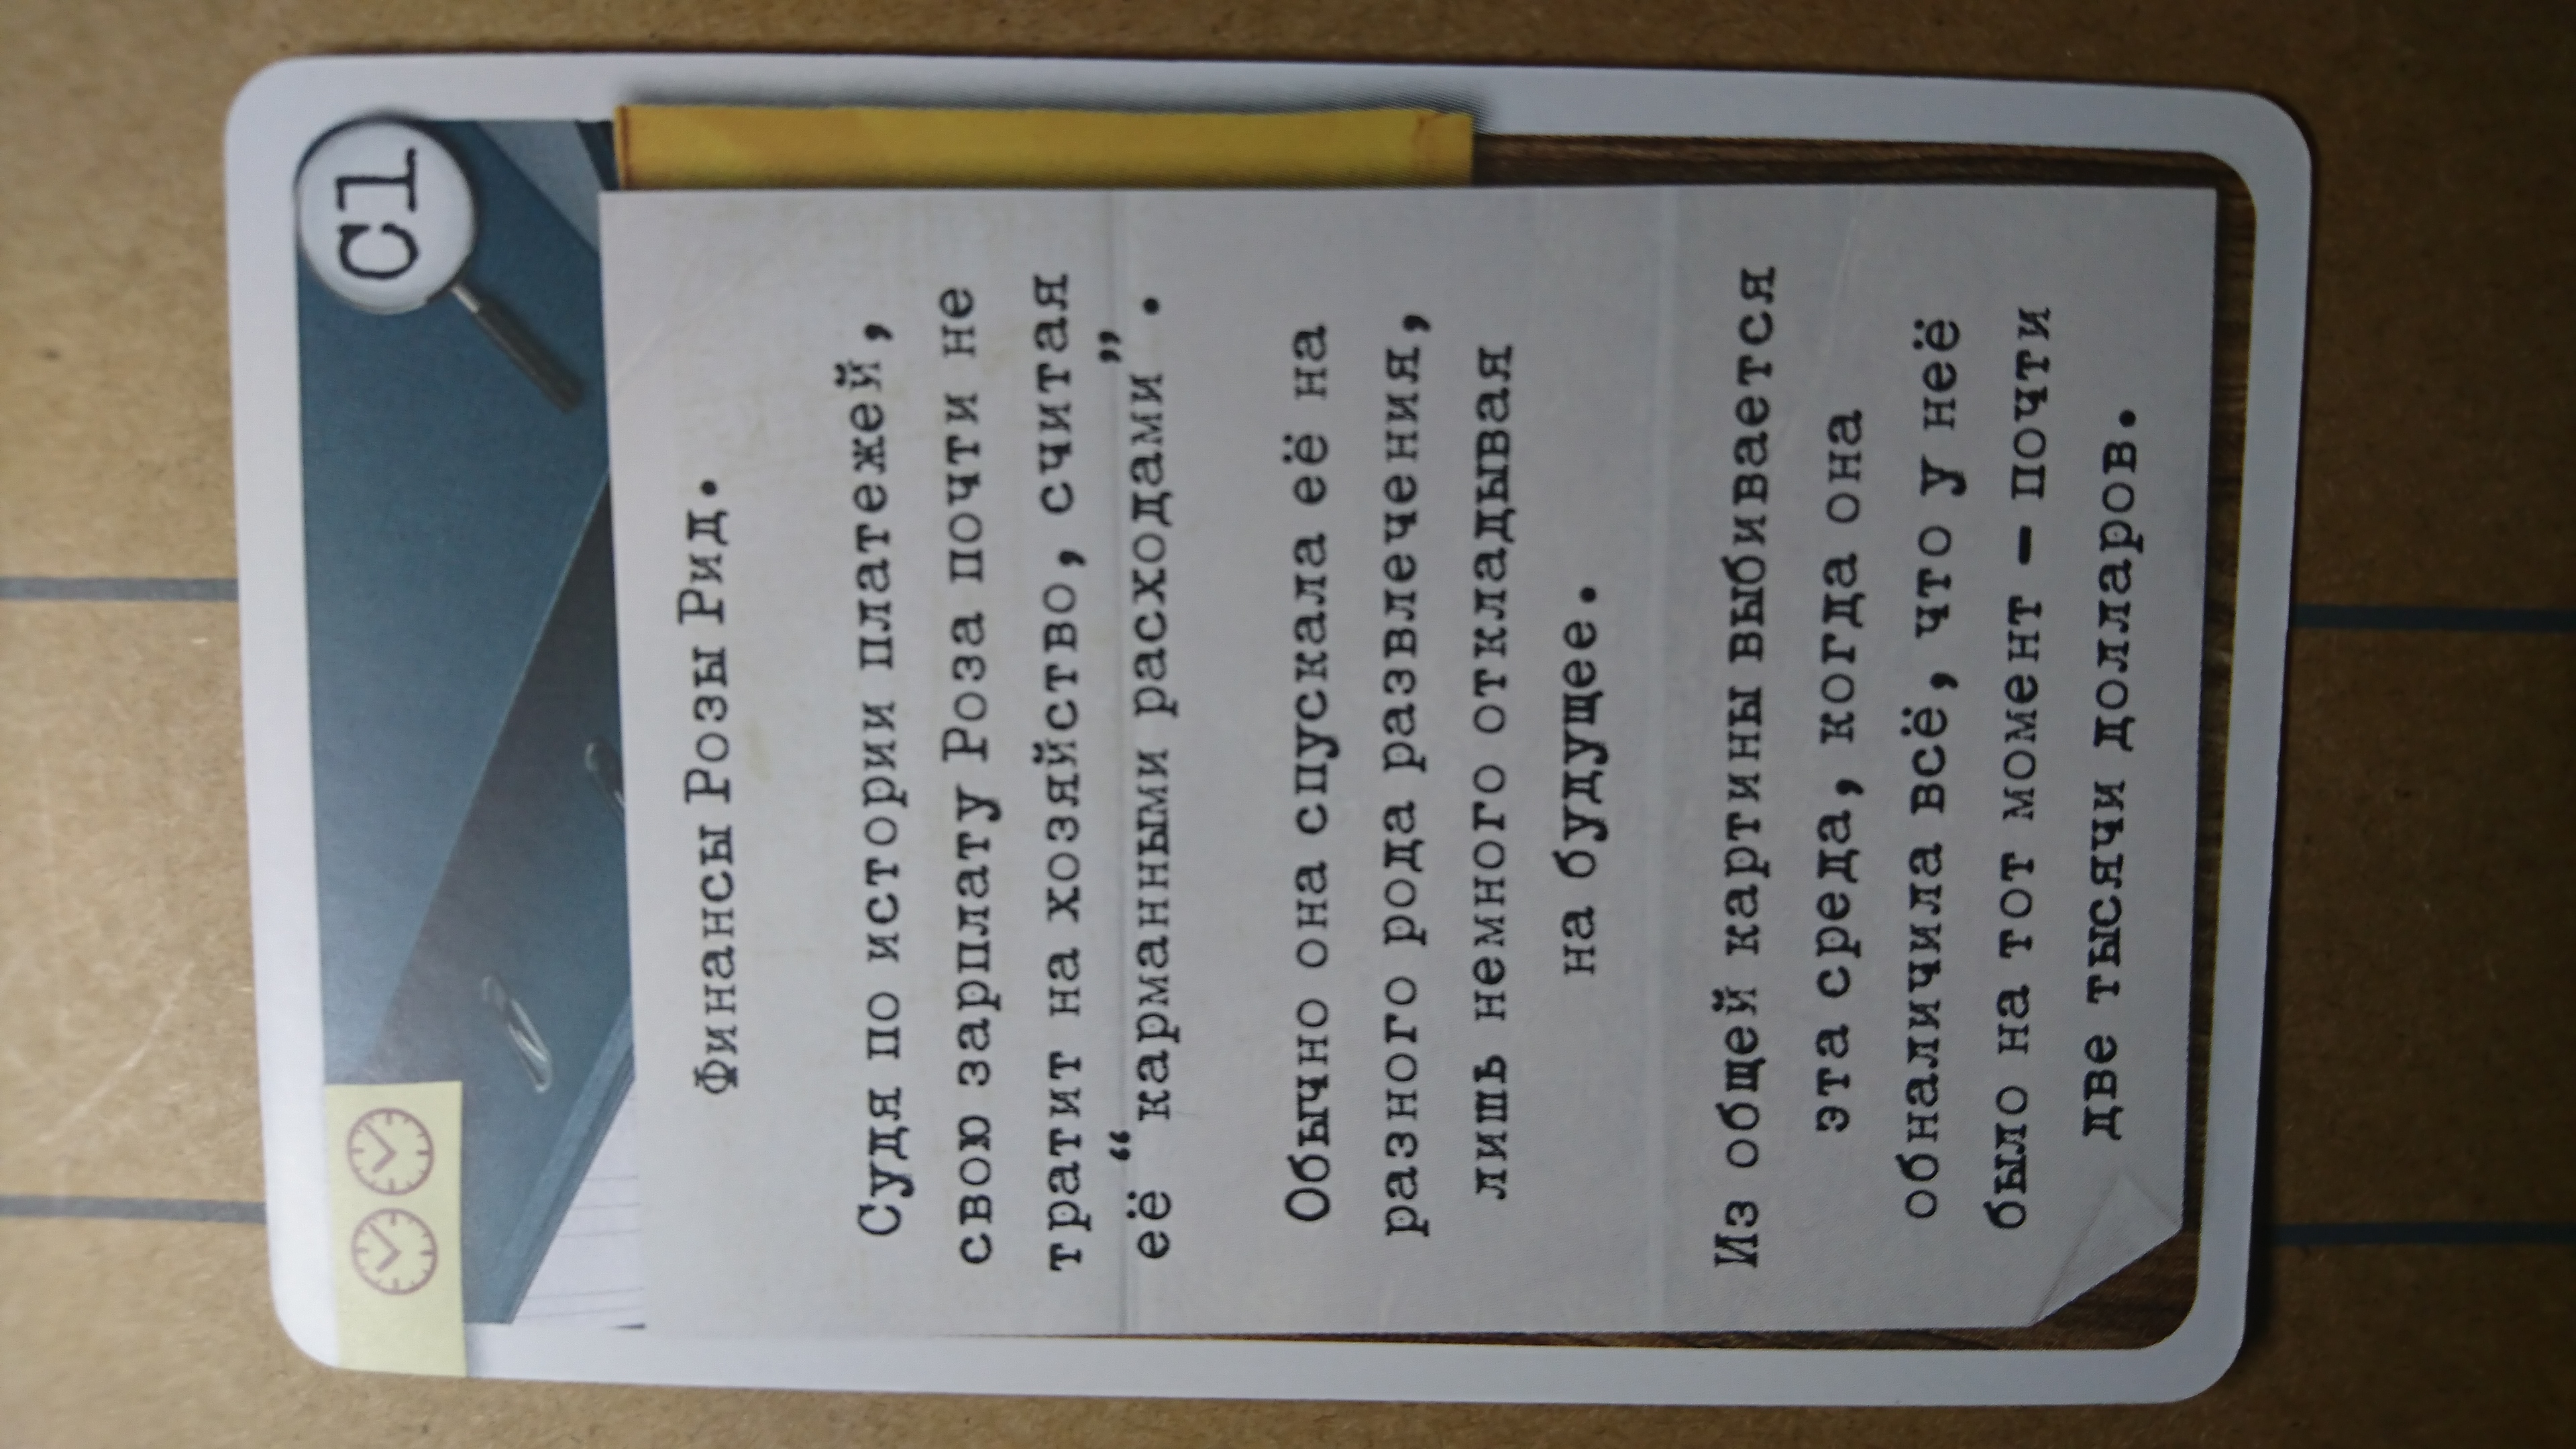 C1
Финансы Розы Рид.
Судя по истории платежей,
свою зарплату Роза почти не
тратит на хозяйство, считая
её “карманными расходами”.
Обычно она спускала её на
разного рода развлечения,
лишь немного откладывая
на будущее.
Из общей картины выбивается
эта среда, когда она
обналичила всё, что у неё
было на тот момент – почти
две тысячи долларов.